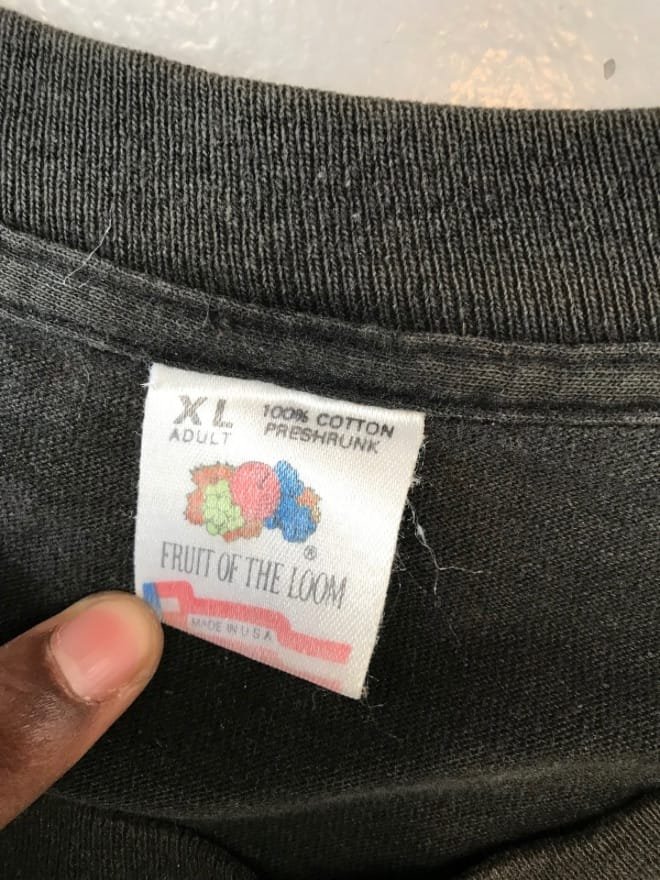 XL 100% COTTON
ADULT PRESHRUNK
®
FRUIT OF THE LOOM
MADE IN U S A